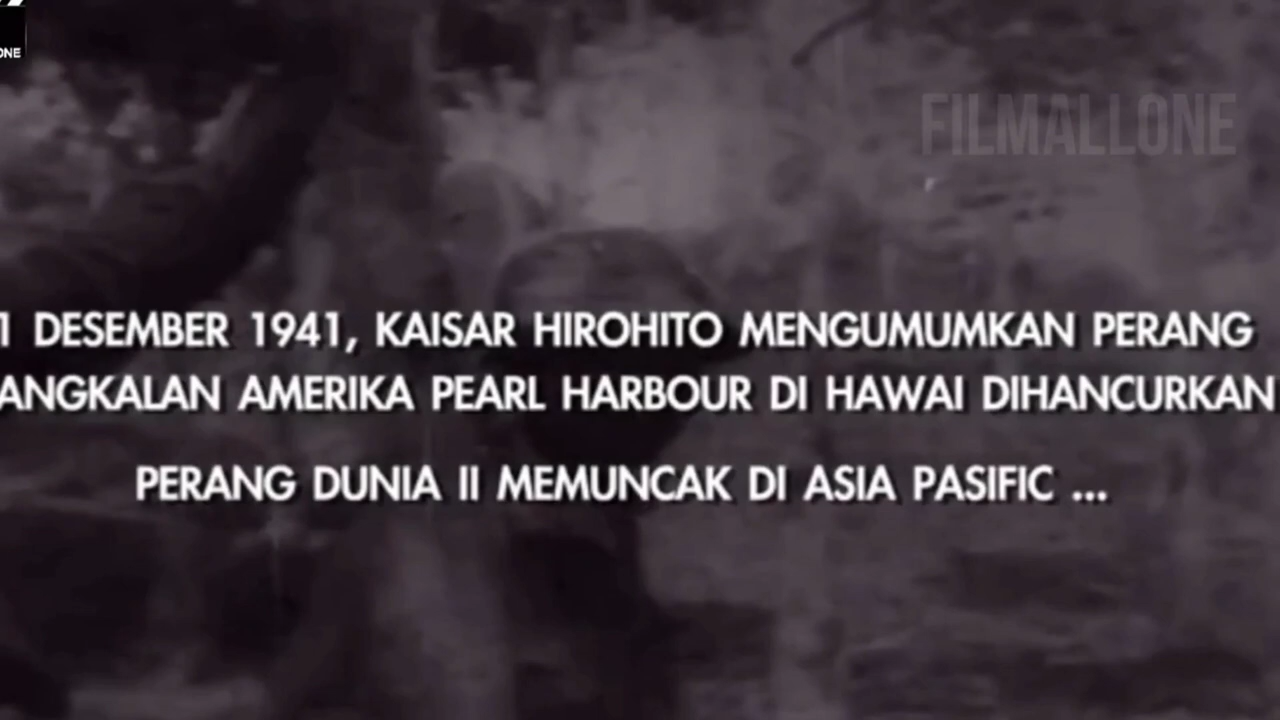 ONE
FILMALLONE
1 DESEMBER 1941, KAISAR HIROHITO MENGUMUMKAN PERANG
ANGKALAN AMERIKA PEARL HARBOUR DI HAWAI DIHANCURKAN
PERANG DUNIA II MEMUNCAK DI ASIA PASIFIC ...